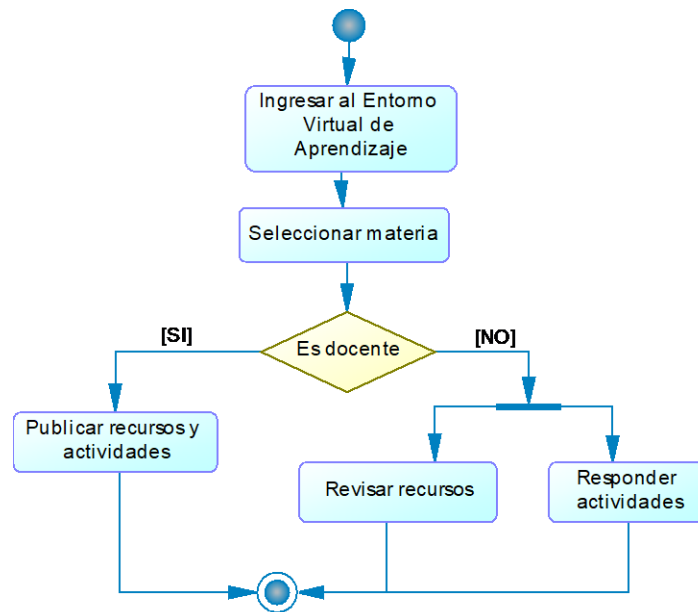 Ingresar al Entorno
Virtual de
Aprendizaje
Seleccionar materia
Es docente
[SI]
[NO]
Publicar recursos y
actividades
Revisar recursos
Responder
actividades